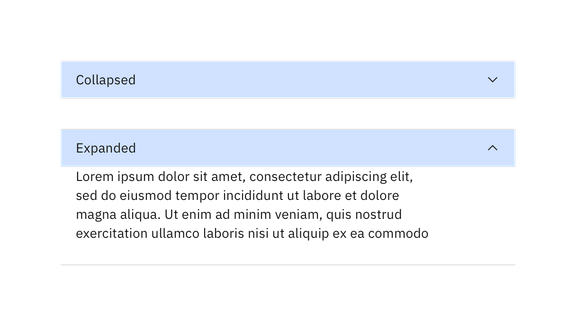 Collapsed
Expanded
Lorem ipsum dolor sit amet, consectetur adipiscing elit,
sed do eiusmod tempor incididunt ut labore et dolore
magna aliqua. Ut enim ad minim veniam, quis nostrud
exercitation ullamco laboris nisi ut aliquip ex ea commodo